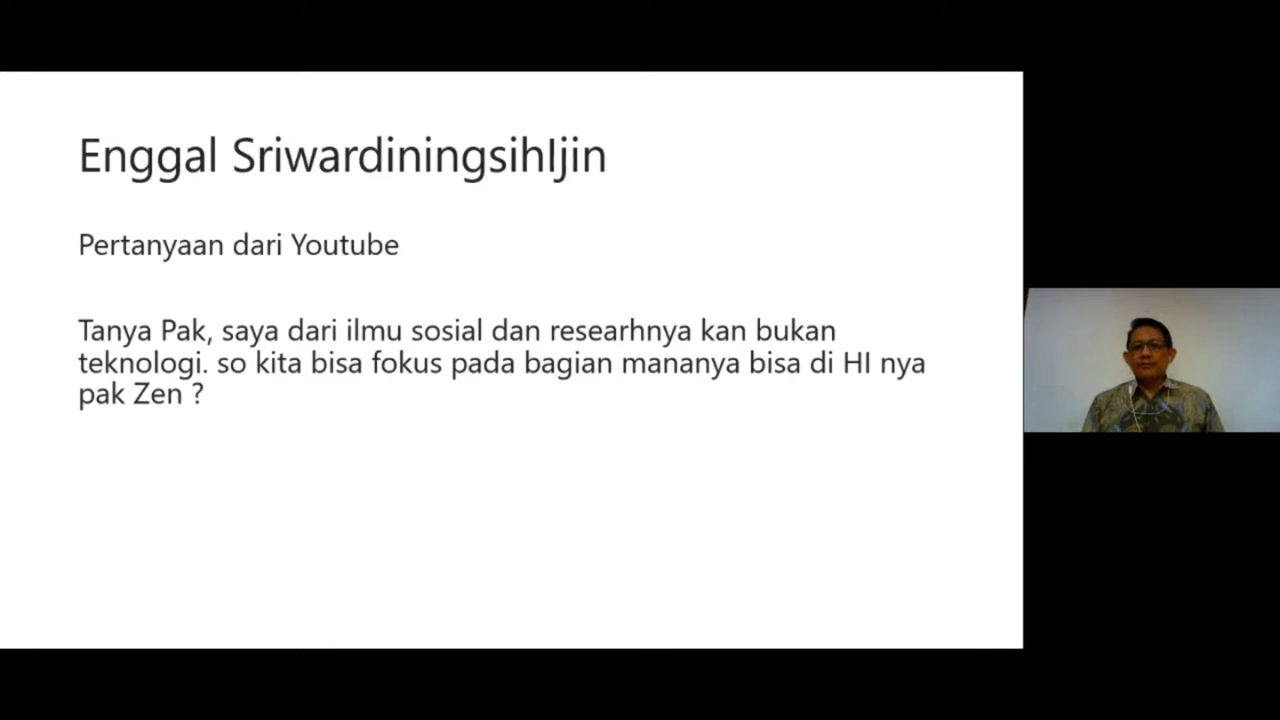 Enggal SriwardiningsihIjin
Pertanyaan dari Youtube
Tanya Pak, saya dari ilmu sosial dan researhnya kan bukan
teknologi. so kita bisa fokus pada bagian mananya bisa di HI nya
pak Zen ?